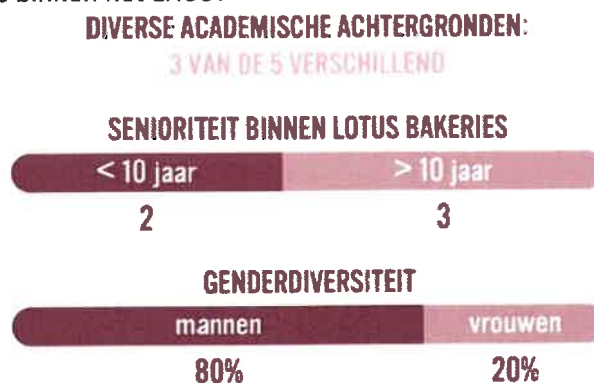 DIVERSE ACADEMISCHE ACHTERGRONDEN:
3 VAN DE 5 VERSCHILLEND
SENIORITEIT BINNEN LOTUS BAKERIES
< 10 jaar > 10 jaar
2 3
GENDERDIVERSITEIT
mannen vrouwen
80% 20%